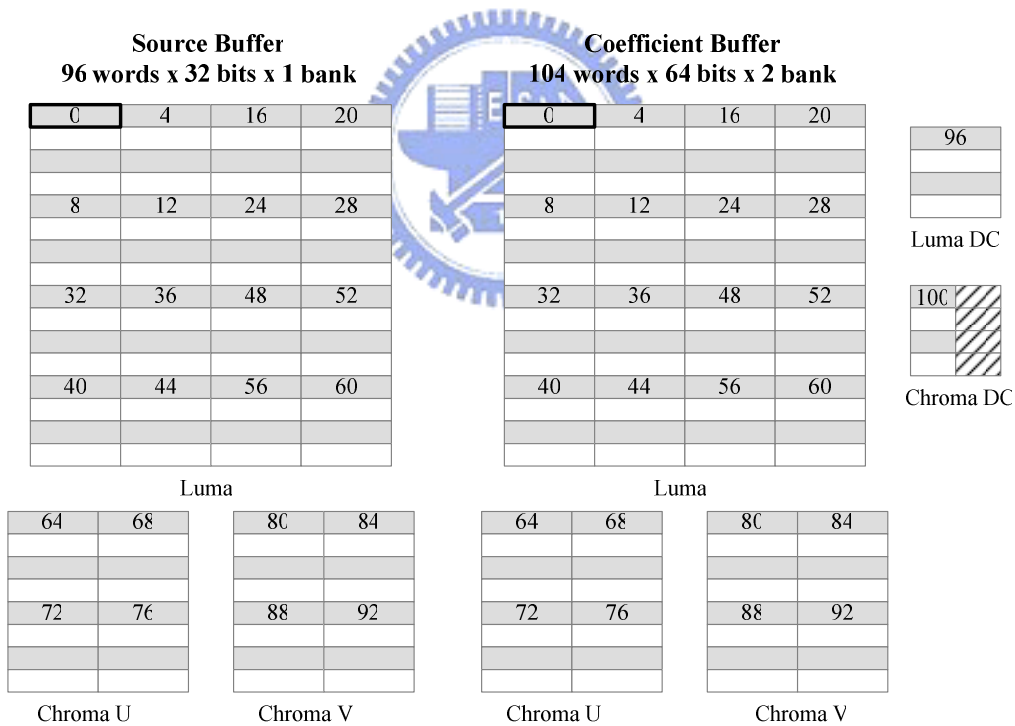 Source Buffer
96 words x 32 bits x 1 bank
0 4 16 20
8 12 24 28
32 36 48 52
40 44 56 60
Luma
64 68
72 76
Chroma U
80 84
88 92
Chroma V
Coefficient Buffer
104 words x 64 bits x 2 bank
0 4 16 20
8 12 24 28
32 36 48 52
40 44 56 60
Luma
96
Luma DC
100
Chroma DC
64 68
72 76
Chroma U
80 84
88 92
Chroma V